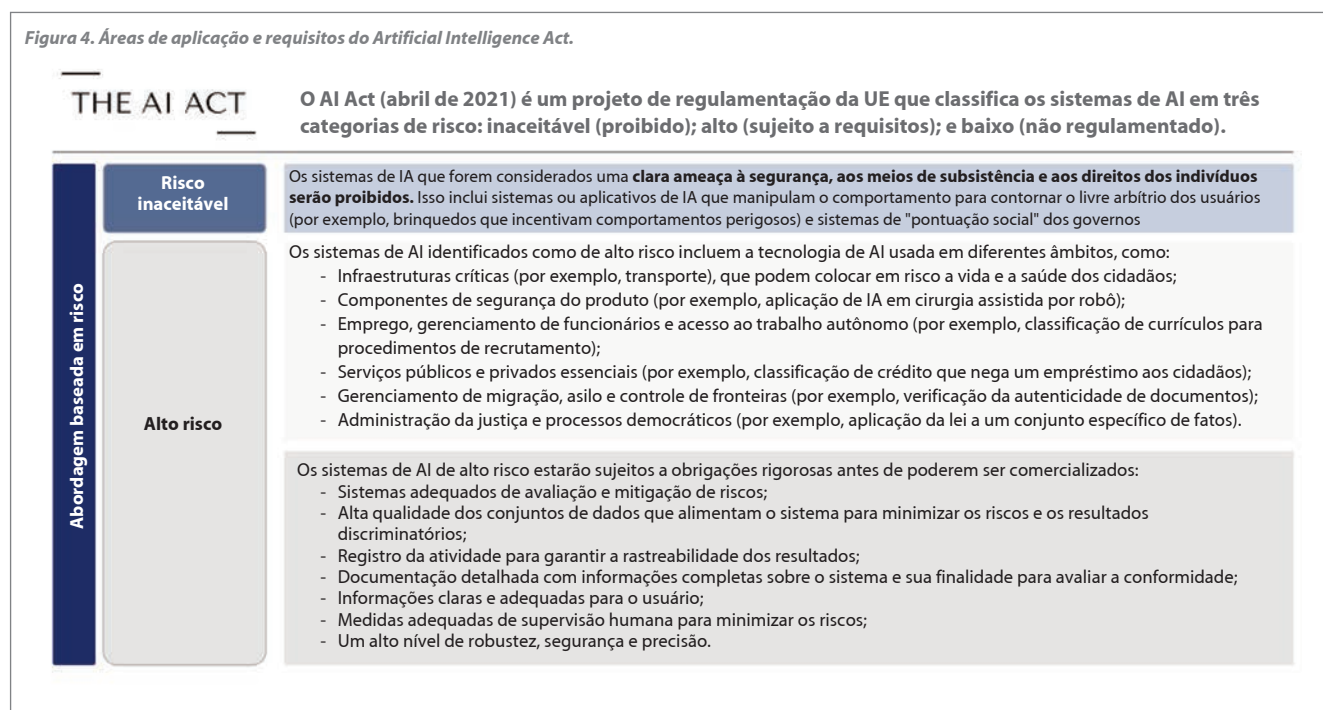 Figura 4. Áreas de aplicação e requisitos do Artificial Intelligence Act.
THE AI ACT
O AI Act (abril de 2021) é um projeto de regulamentação da UE que classifica os sistemas de AI em três
categorias de risco: inaceitável (proibido); alto (sujeito a requisitos); e baixo (não regulamentado).
Abordagem baseada em risco
Risco
inaceitável
Os sistemas de IA que forem considerados uma clara ameaça à segurança, aos meios de subsistência e aos direitos dos indivíduos
serão proibidos. Isso inclui sistemas ou aplicativos de IA que manipulam o comportamento para contornar o livre arbítrio dos usuários
(por exemplo, brinquedos que incentivam comportamentos perigosos) e sistemas de "pontuação social" dos governos
Alto risco
Os sistemas de AI identificados como de alto risco incluem a tecnologia de AI usada em diferentes âmbitos, como:
- Infraestruturas críticas (por exemplo, transporte), que podem colocar em risco a vida e a saúde dos cidadãos;
- Componentes de segurança do produto (por exemplo, aplicação de IA em cirurgia assistida por robô);
- Emprego, gerenciamento de funcionários e acesso ao trabalho autônomo (por exemplo, classificação de currículos para
procedimentos de recrutamento);
- Serviços públicos e privados essenciais (por exemplo, classificação de crédito que nega um empréstimo aos cidadãos);
- Gerenciamento de migração, asilo e controle de fronteiras (por exemplo, verificação da autenticidade de documentos);
- Administração da justiça e processos democráticos (por exemplo, aplicação da lei a um conjunto específico de fatos).
Os sistemas de AI de alto risco estarão sujeitos a obrigações rigorosas antes de poderem ser comercializados:
- Sistemas adequados de avaliação e mitigação de riscos;
- Alta qualidade dos conjuntos de dados que alimentam o sistema para minimizar os riscos e os resultados
discriminatórios;
- Registro da atividade para garantir a rastreabilidade dos resultados;
- Documentação detalhada com informações completas sobre o sistema e sua finalidade para avaliar a conformidade;
- Informações claras e adequadas para o usuário;
- Medidas adequadas de supervisão humana para minimizar os riscos;
- Um alto nível de robustez, segurança e precisão.